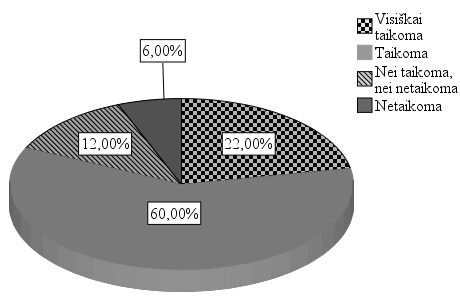 Visiškai
taikoma
Taikoma
Nei taikoma,
nei netaikoma
Netaikoma
6,00%
12,00%
22,00%
60,00%